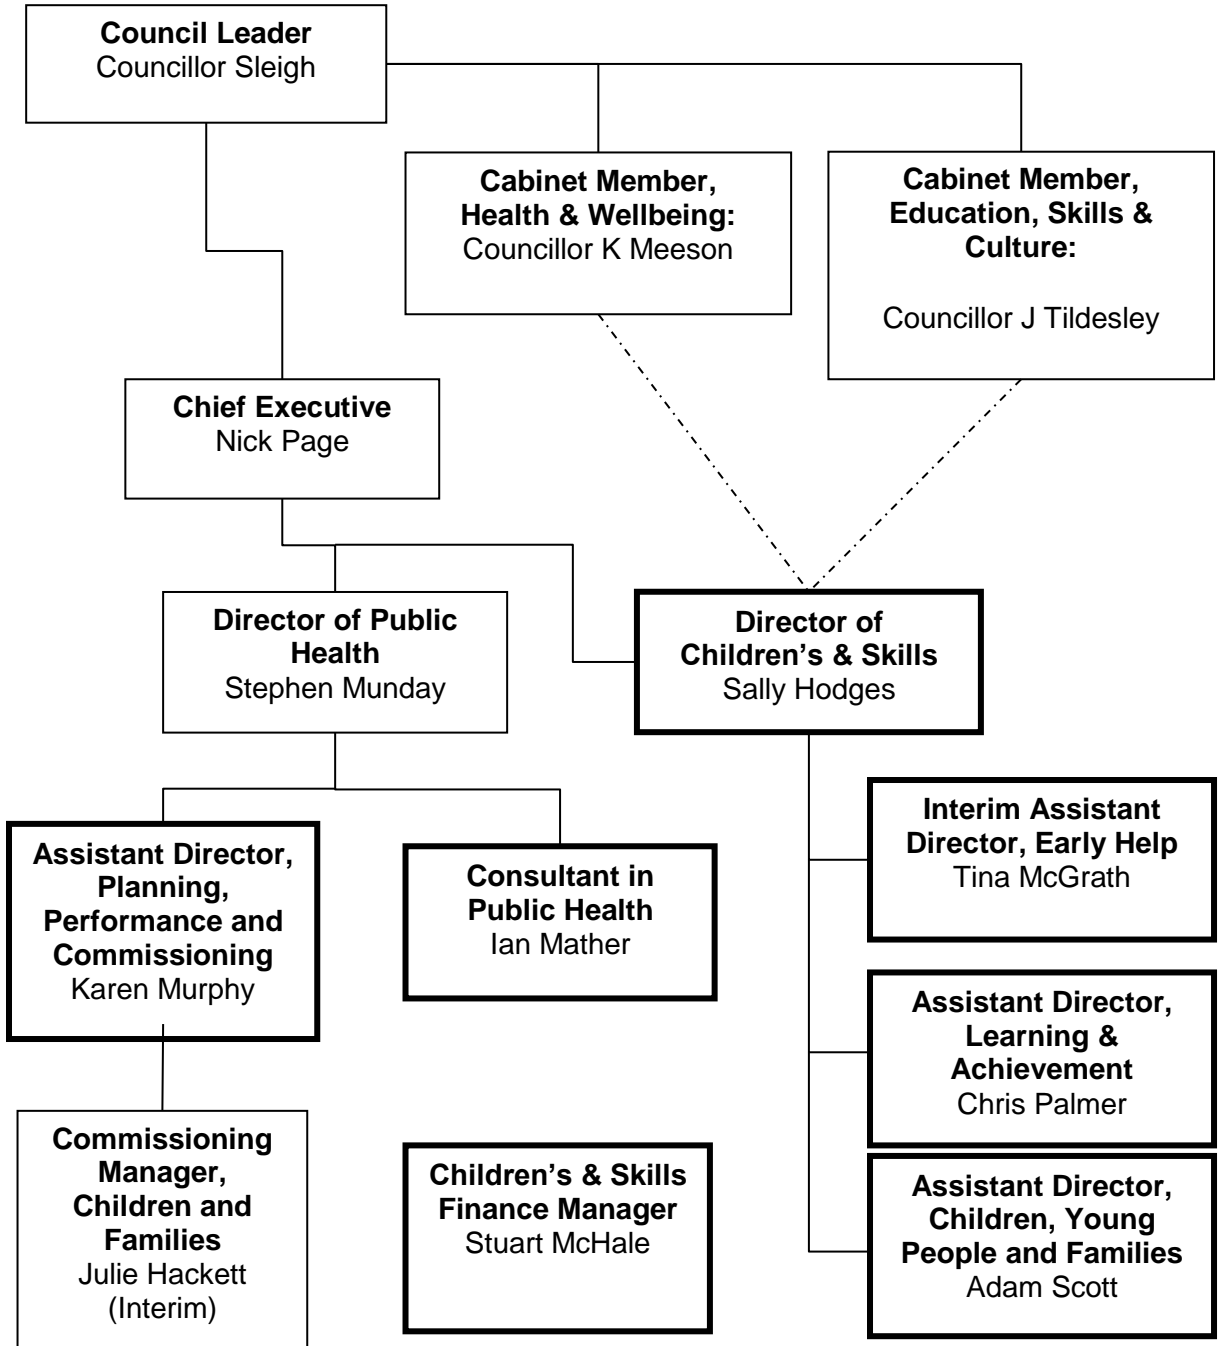 Council Leader
Councillor Sleigh
Cabinet Member,
Health & Wellbeing:
Councillor K Meeson
Cabinet Member,
Education, Skills &
Culture:
Councillor J Tildesley
Chief Executive
Nick Page
Director of Public
Health
Stephen Munday
Director of
Children’s & Skills
Sally Hodges
Assistant Director,
Planning,
Performance and
Commissioning
Karen Murphy
Consultant in
Public Health
Ian Mather
Interim Assistant
Director, Early Help
Tina McGrath
Assistant Director,
Learning &
Achievement
Chris Palmer
Commissioning
Manager,
Children and
Families
Julie Hackett
(Interim)
Children’s & Skills
Finance Manager
Stuart McHale
Assistant Director,
Children, Young
People and Families
Adam Scott